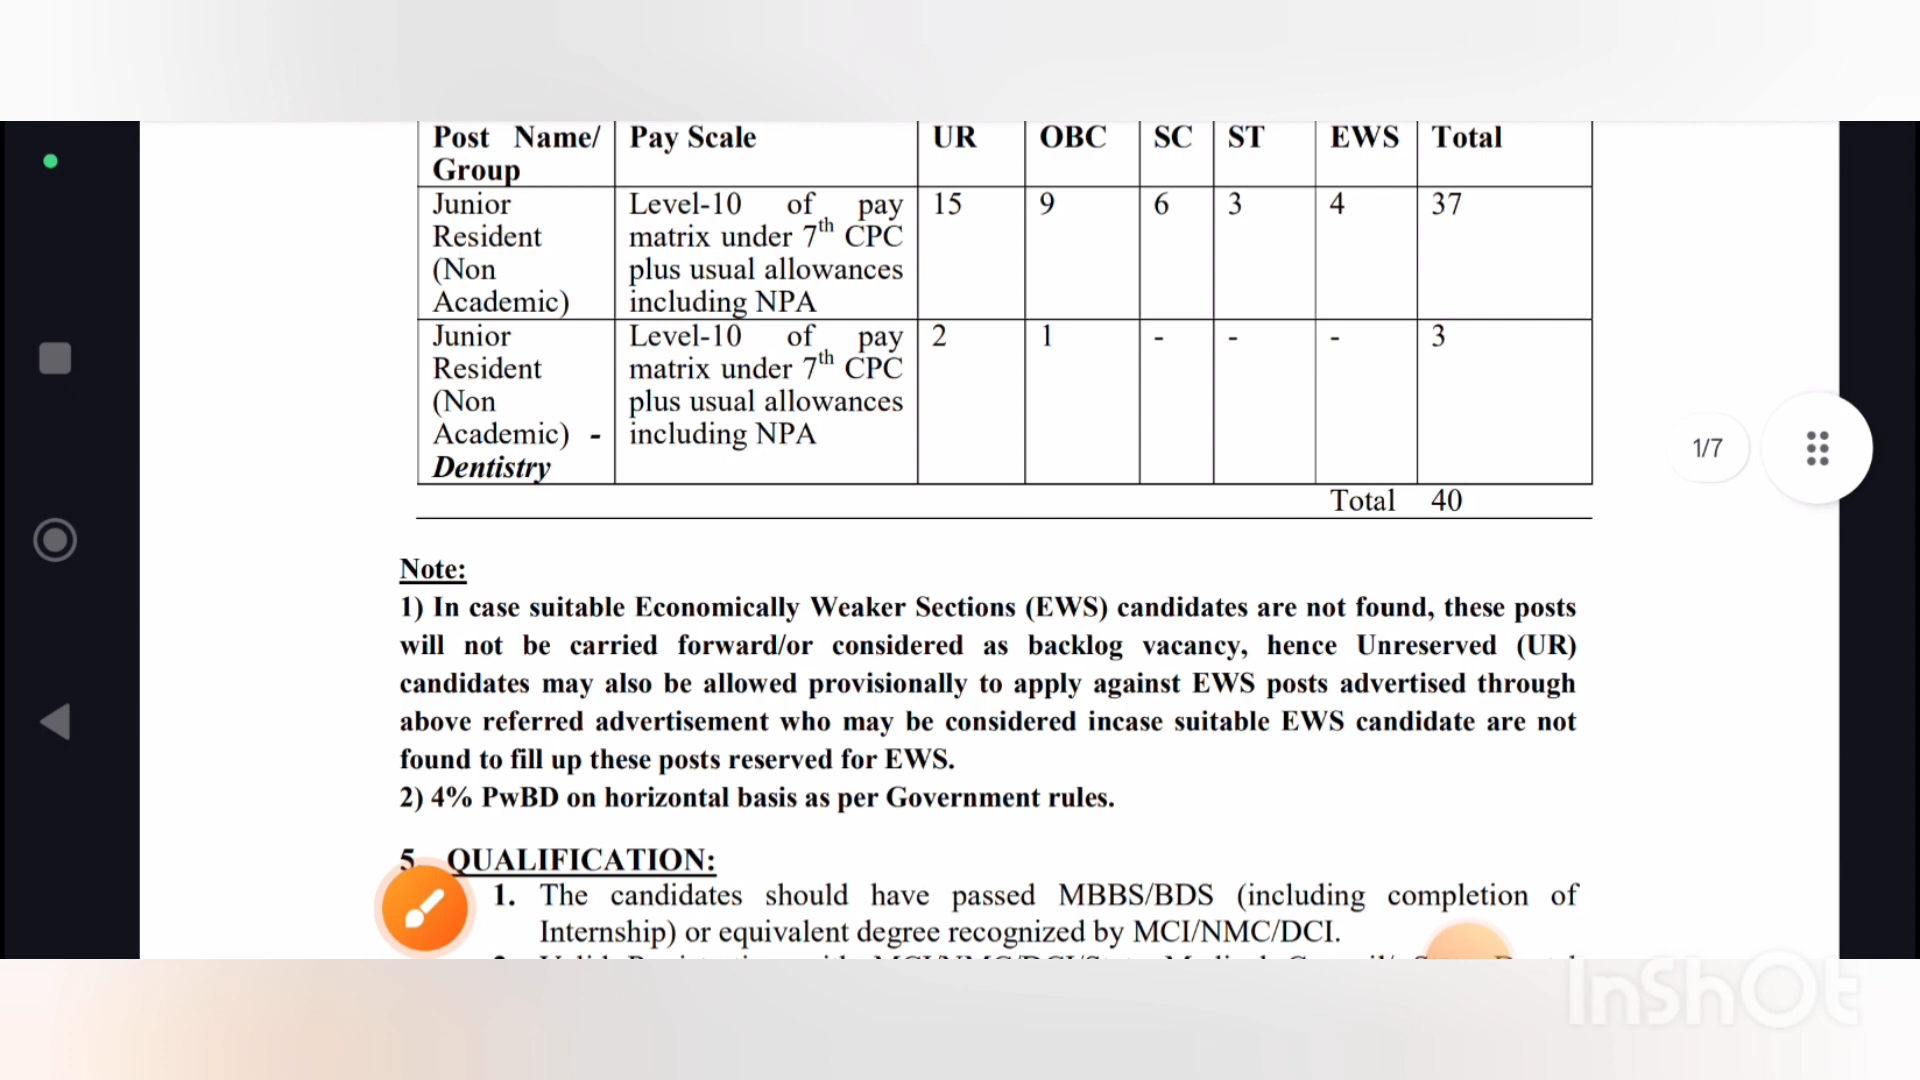 Post Name/ Pay Scale UR OBC SC ST EWS Total
Group
Junior Level-10 of pay 15 9 6 3 4 37
Resident matrix under 7th CPC
(Non plus usual allowances
Academic) including NPA
Junior Level-10 of pay 2 1 - - - 3
Resident matrix under 7th CPC
(Non plus usual allowances
Academic) - including NPA
Dentistry
Total 40
1/7
Note:
1) In case suitable Economically Weaker Sections (EWS) candidates are not found, these posts
will not be carried forward/or considered as backlog vacancy, hence Unreserved (UR)
candidates may also be allowed provisionally to apply against EWS posts advertised through
above referred advertisement who may be considered incase suitable EWS candidate are not
found to fill up these posts reserved for EWS.
2) 4% PwBD on horizontal basis as per Government rules.
5 QUALIFICATION:
1. The candidates should have passed MBBS/BDS (including completion of
Internship) or equivalent degree recognized by MCI/NMC/DCI.
InShOt